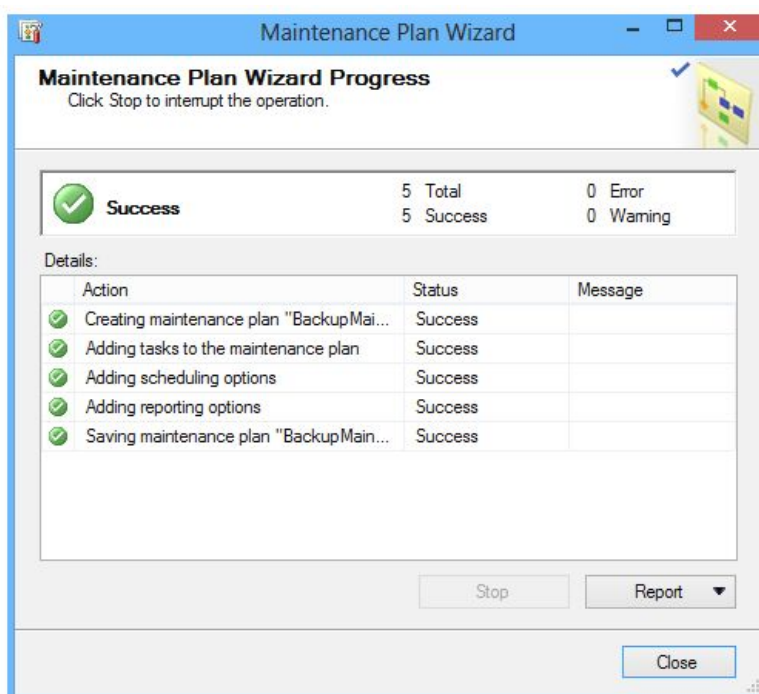 Maintenance Plan Wizard
Maintenance Plan Wizard Progress
Click Stop to interrupt the operation.
Success
5 Total
0 Error
5 Success
0 Warning
Details:
Action Status Message
Creating maintenance plan "BackupMai... Success
Adding tasks to the maintenance plan Success
Adding scheduling options Success
Adding reporting options Success
Saving maintenance plan "BackupMain... Success
Stop
Report
Close